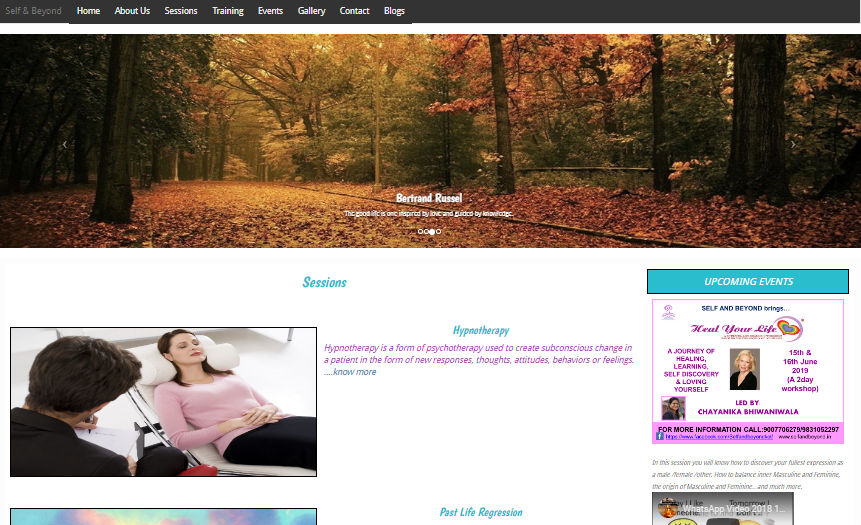 Self & Beyond Home About Us Sessions Training Events Gallery Contact Blogs
Bertrand Russel
The good life is one inspired by love and guided by knowledge.
Sessions
Hypnotherapy
Hypnotherapy is a form of psychotherapy used to create subconscious change in
a patient in the form of new responses, thoughts, attitudes, behaviors or feelings.
....know more
Past Life Regression
UPCOMING EVENTS
SELF AND BEYOND brings...
Heal Your Life
A JOURNEY OF
HEALING,
LEARNING,
SELF DISCOVERY
& LOVING
YOURSELF
15th &
16th June
2019
(A 2day
workshop)
LED BY
CHAYANIKA BHIWANIWALA
FOR MORE INFORMATION CALL:9007706279/9831052297
www.selfandbeyond.in
In this session you will know how to discover your fullest expression as
a male /female /other. How to balance inner Masculine and Feminine,
the origin of Masculine and Feminine...and much more.
WhatsApp Video 2018 1...